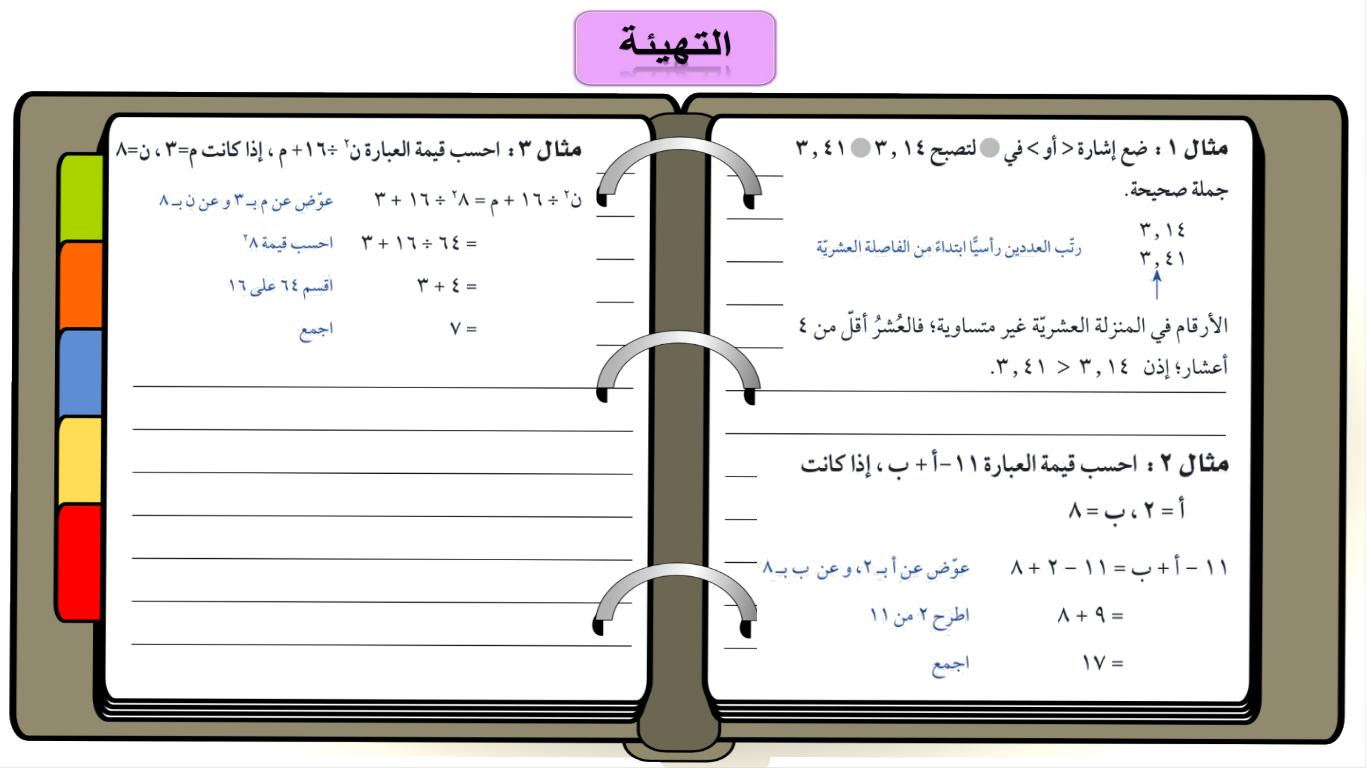 التهيئة
مثال ١ : ضع إشارة < أو > في ● لتصبح ٣,١٤ ● ٣,٤١
جملة صحيحة.
٣,١٤
رتّب العددين رأسيًّا ابتداءً من الفاصلة العشريّة
٣,٤١
الأرقام في المنزلة العشريّة غير متساوية؛ فالعُشرُ أقلّ من ٤
أعشار؛ إذن ٣,١٤ < ٣,٤١.
مثال ٢ : احسب قيمة العبارة ١١-أ + ب ، إذا كانت
أ = ٢ ، ب = ٨
١١ - أ + ب = ١١ - ٢ + ٨ عوّض عن أ بـ ٢، و عن ب بـ ٨
= ٩ + ٨ اطرح ٢ من ١١
= ١٧ اجمع
مثال ٣ : احسب قيمة العبارة ن٢ ÷١٦+ م ، إذا كانت م=٣ ، ن=٨
ن٢ ÷ ١٦ + م = ٨٢ ÷ ١٦ + ٣ عوّض عن م بـ ٣ و عن ن بـ ٨
= ٦٤ ÷ ١٦ + ٣ احسب قيمة ٨٢
= ٤ + ٣ اقسم ٦٤ على ١٦
= ٧ اجمع